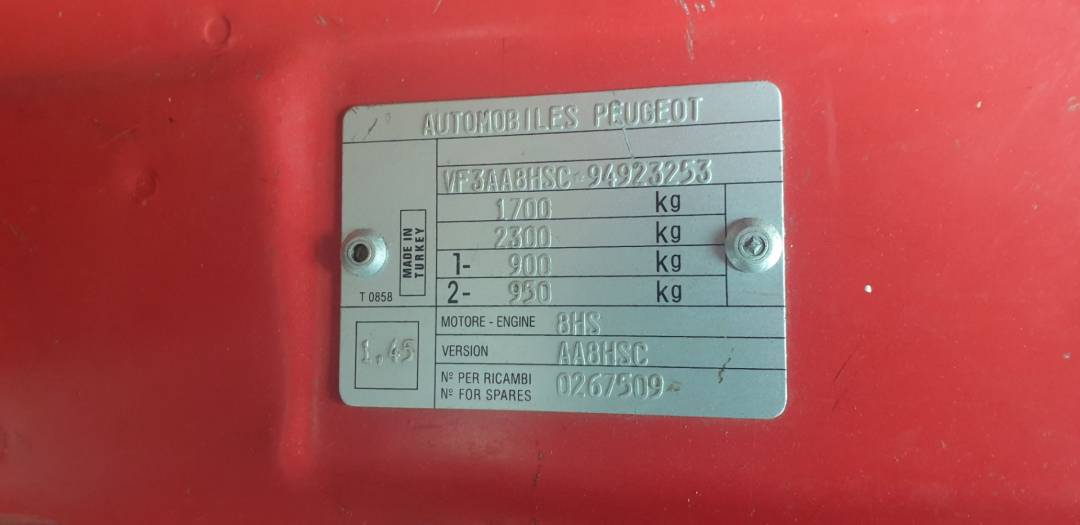 AUTOMOBILES PEUGEOT
VF3AA8HSC-94923253
1700 kg
2300 kg
1- 900 kg
2- 950 kg
MADE IN
TURKEY
T 0858
MOTORE - ENGINE 8HS
1,45
VERSION AA8HSC
Nº PER RICAMBI
Nº FOR SPARES
0267509-